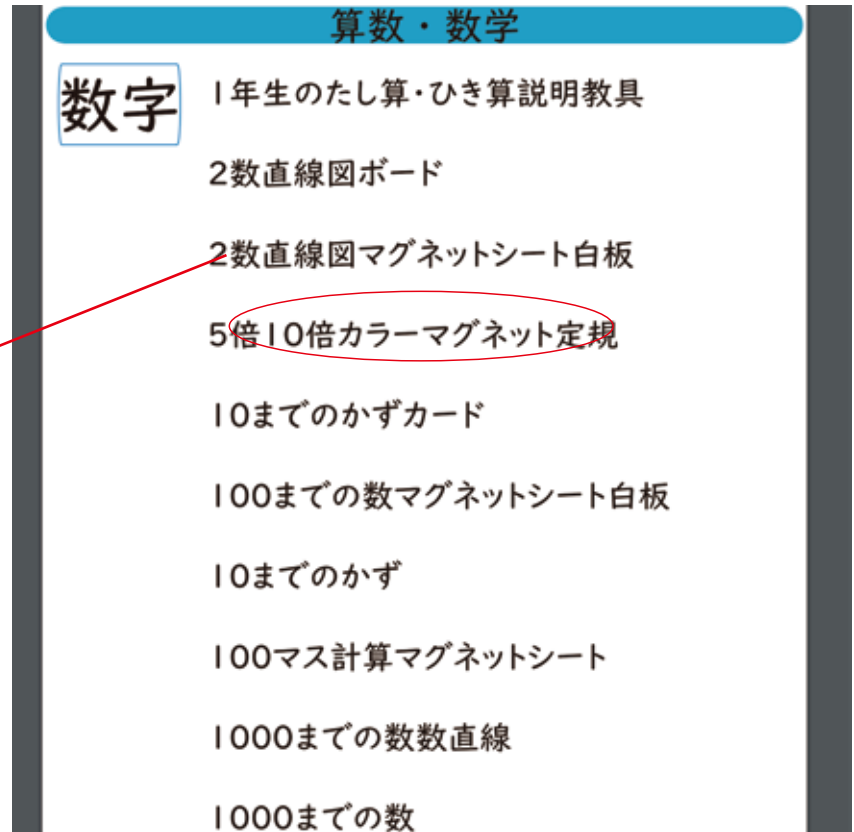 算数・数学
数字
1年生のたし算・ひき算説明教具
2数直線図ボード
2数直線図マグネットシート白板
5倍10倍カラーマグネット定規
10までのかずカード
100までの数マグネットシート白板
10までのかず
100マス計算マグネットシート
1000までの数数直線
1000までの数